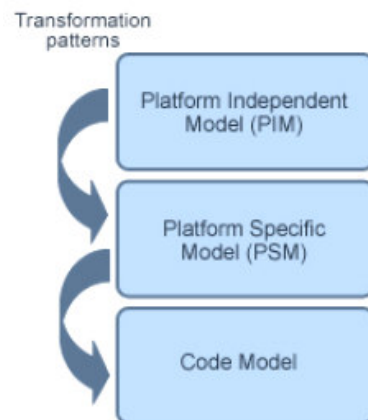 Transformation
patterns
Platform Independent
Model (PIM)
Platform Specific
Model (PSM)
Code Model